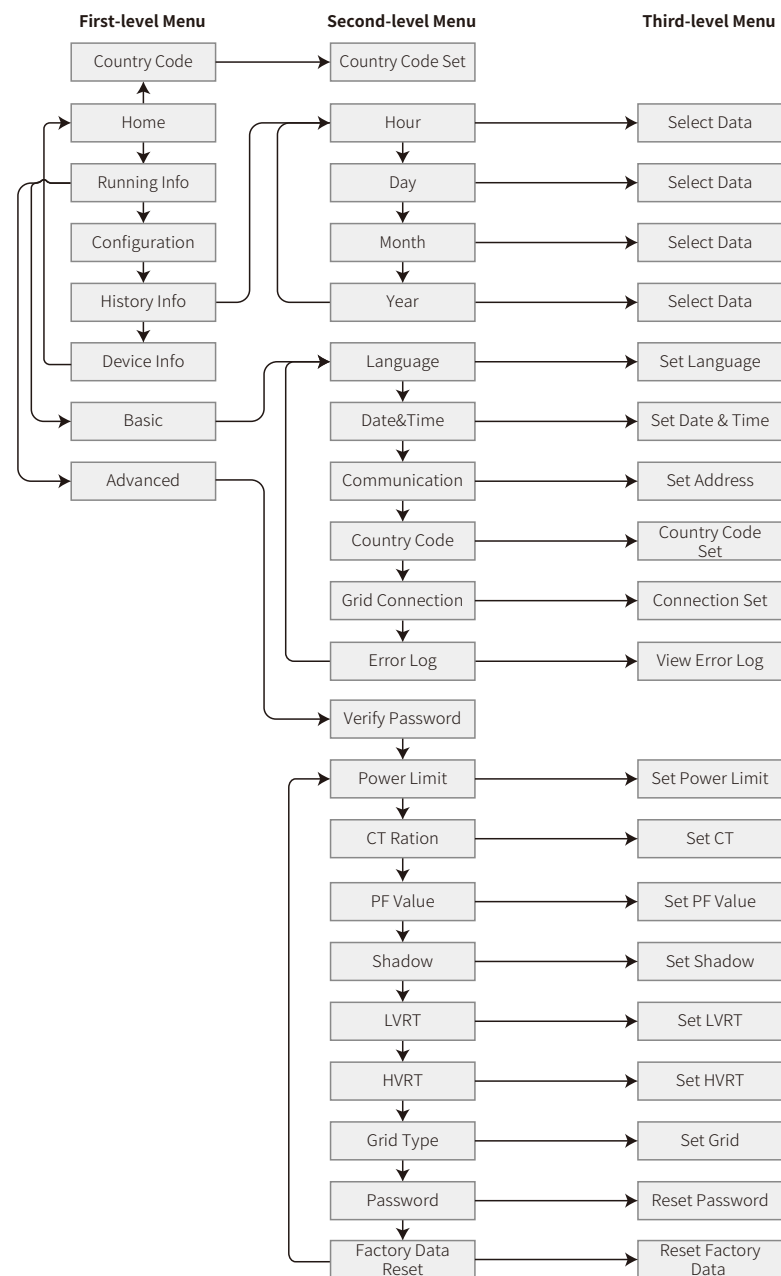 First-level Menu Second-level Menu Third-level Menu
Country Code Country Code Set
Home Hour Select Data
Running Info Day Select Data
Configuration Month Select Data
History Info Year Select Data
Device Info Language Set Language
Basic Date&Time Set Date & Time
Advanced Communication Set Address
Country Code Country Code
Set
Grid Connection Connection Set
Error Log View Error Log
Verify Password
Power Limit Set Power Limit
CT Ration Set CT
PF Value Set PF Value
Shadow Set Shadow
LVRT Set LVRT
HVRT Set HVRT
Grid Type Set Grid
Password Reset Password
Factory Data Reset Factory
Reset Data